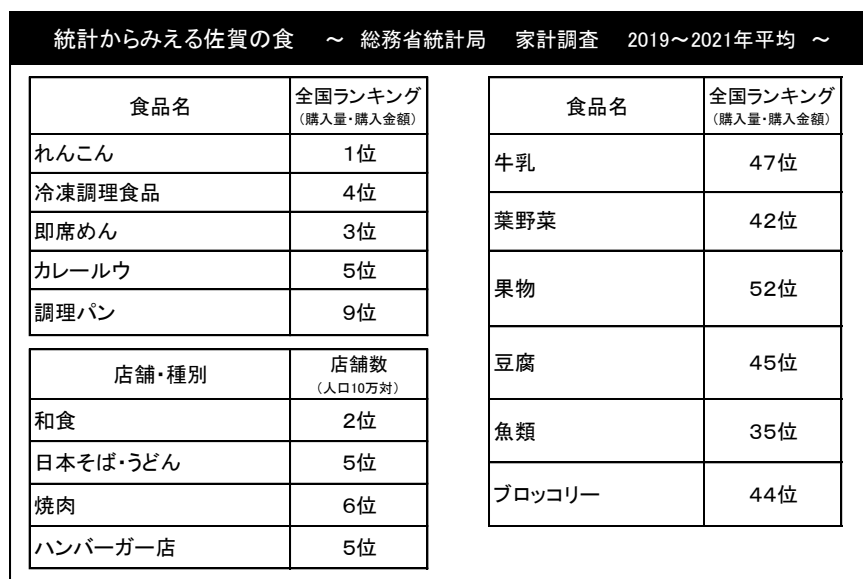 統計からみえる佐賀の食　～ 総務省統計局　家計調査　2019～2021年平均 ～
食品名　全国ランキング
（購入量・購入金額）
れんこん　1位
冷凍調理食品　4位
即席めん　3位
カレールウ　5位
調理パン　9位
店舗・種別　店舗数
（人口10万対）
和食　2位
日本そば・うどん　5位
焼肉　6位
ハンバーガー店　5位
食品名　全国ランキング
（購入量・購入金額）
牛乳　47位
葉野菜　42位
果物　52位
豆腐　45位
魚類　35位
ブロッコリー　44位